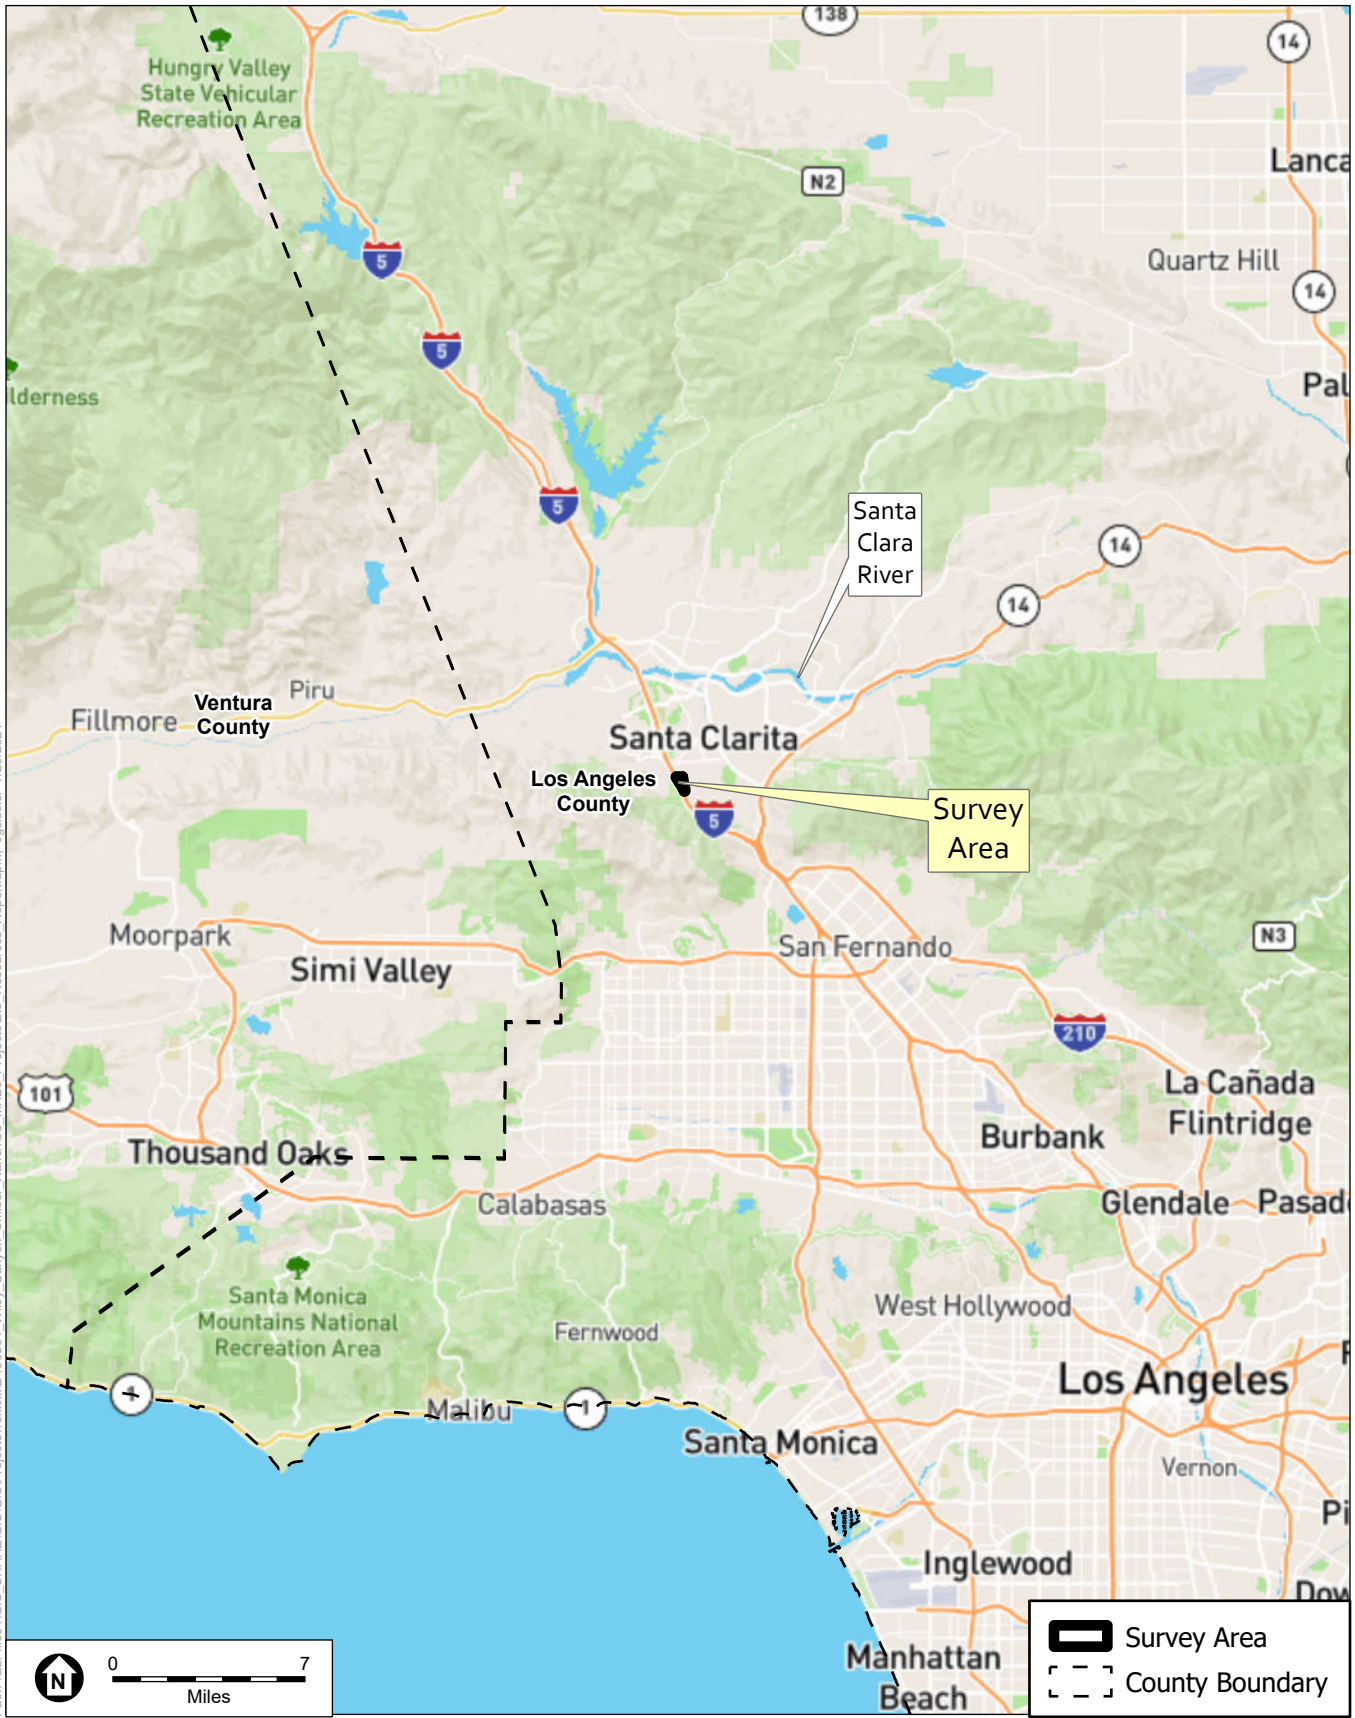 138
14
Hungry Valley
State Vehicular
Recreation Area
Lanca
N2
5
Quartz Hill
14
5
Pal
lderness
5
Santa
Clara
River
14
14
Piru
Ventura
County
Fillmore
Santa Clarita
Los Angeles
County
Survey
Area
5
Moorpark
San Fernando
N3
Simi Valley
210
101
La Cañada
Flintridge
Burbank
Thousand Oaks
Calabasas
Glendale
Pasad
Santa Monica
Mountains National
Recreation Area
West Hollywood
Fernwood
Los Angeles
1
Malibu
1
Santa Monica
Vernon
Pi
Inglewood
Dow
Manhattan
Beach
N
0
7
Miles
Survey Area
County Boundary